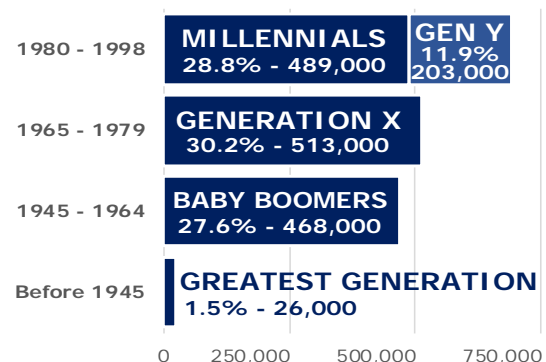 1980 - 1998
MILLENNIALS
28.8% - 489,000
GEN Y
11.9%
203,000
1965 - 1979
GENERATION X
30.2% - 513,000
1945 - 1964
BABY BOOMERS
27.6% - 468,000
Before 1945
GREATEST GENERATION
1.5% - 26,000
0 250,000 500,000 750,000